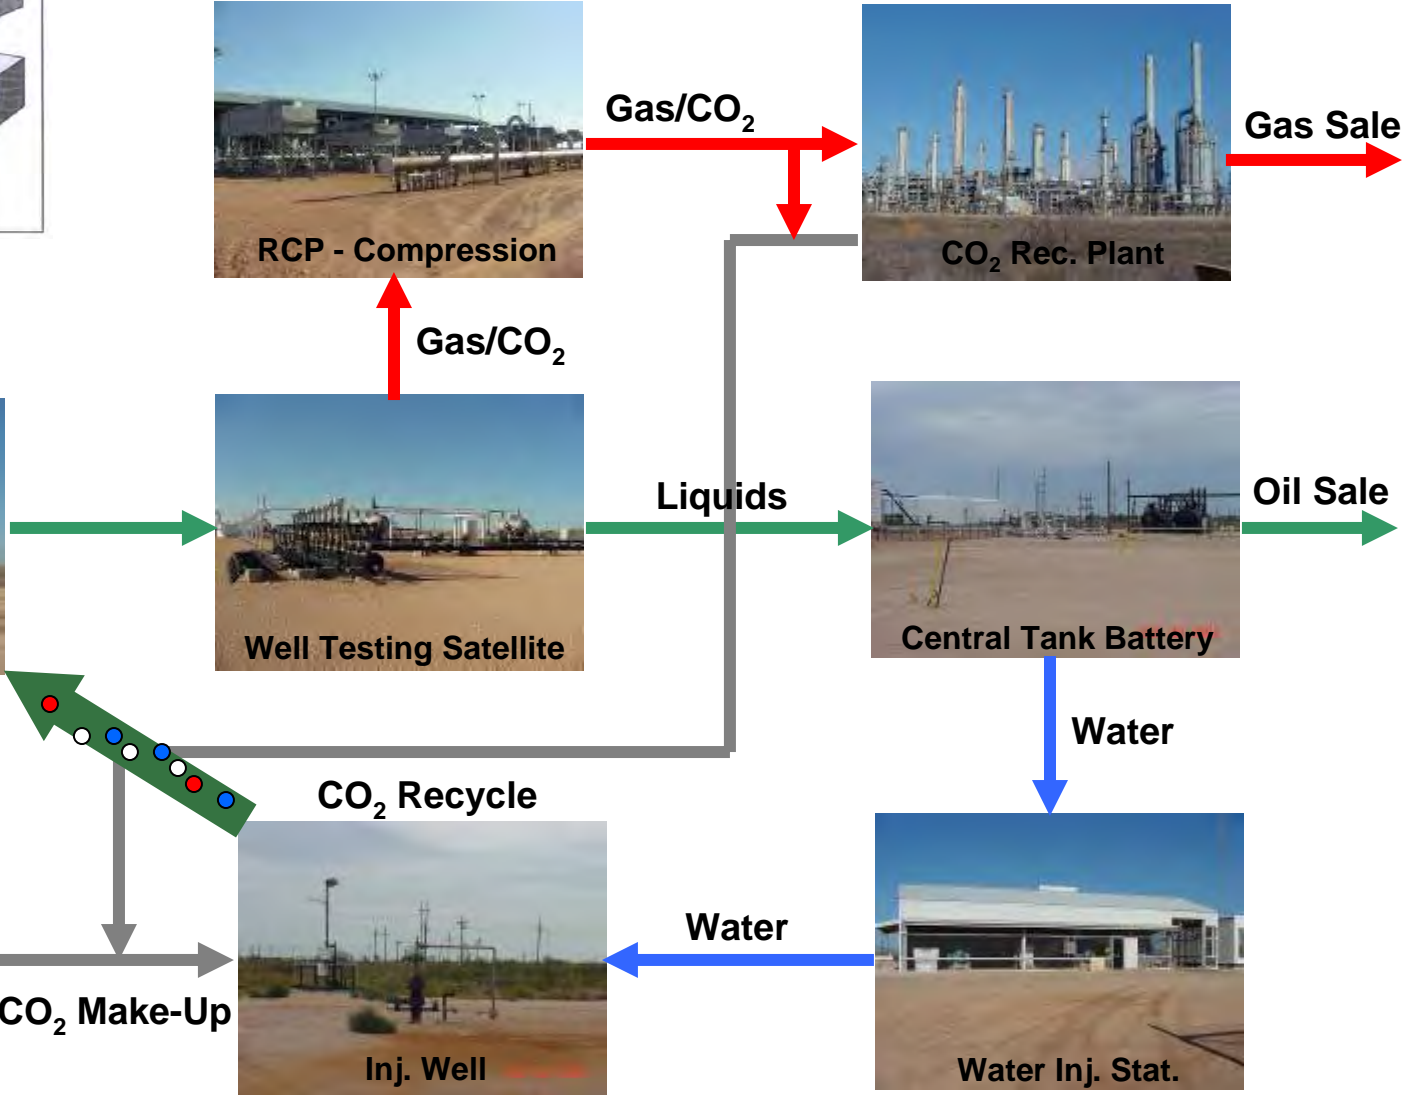 Gas/CO2
Gas Sale
RCP - Compression
CO2 Rec. Plant
Gas/CO2
Liquids
Oil Sale
Well Testing Satellite
Central Tank Battery
Water
CO2 Recycle
Water
CO2 Make-Up
Inj. Well
Water Inj. Stat.